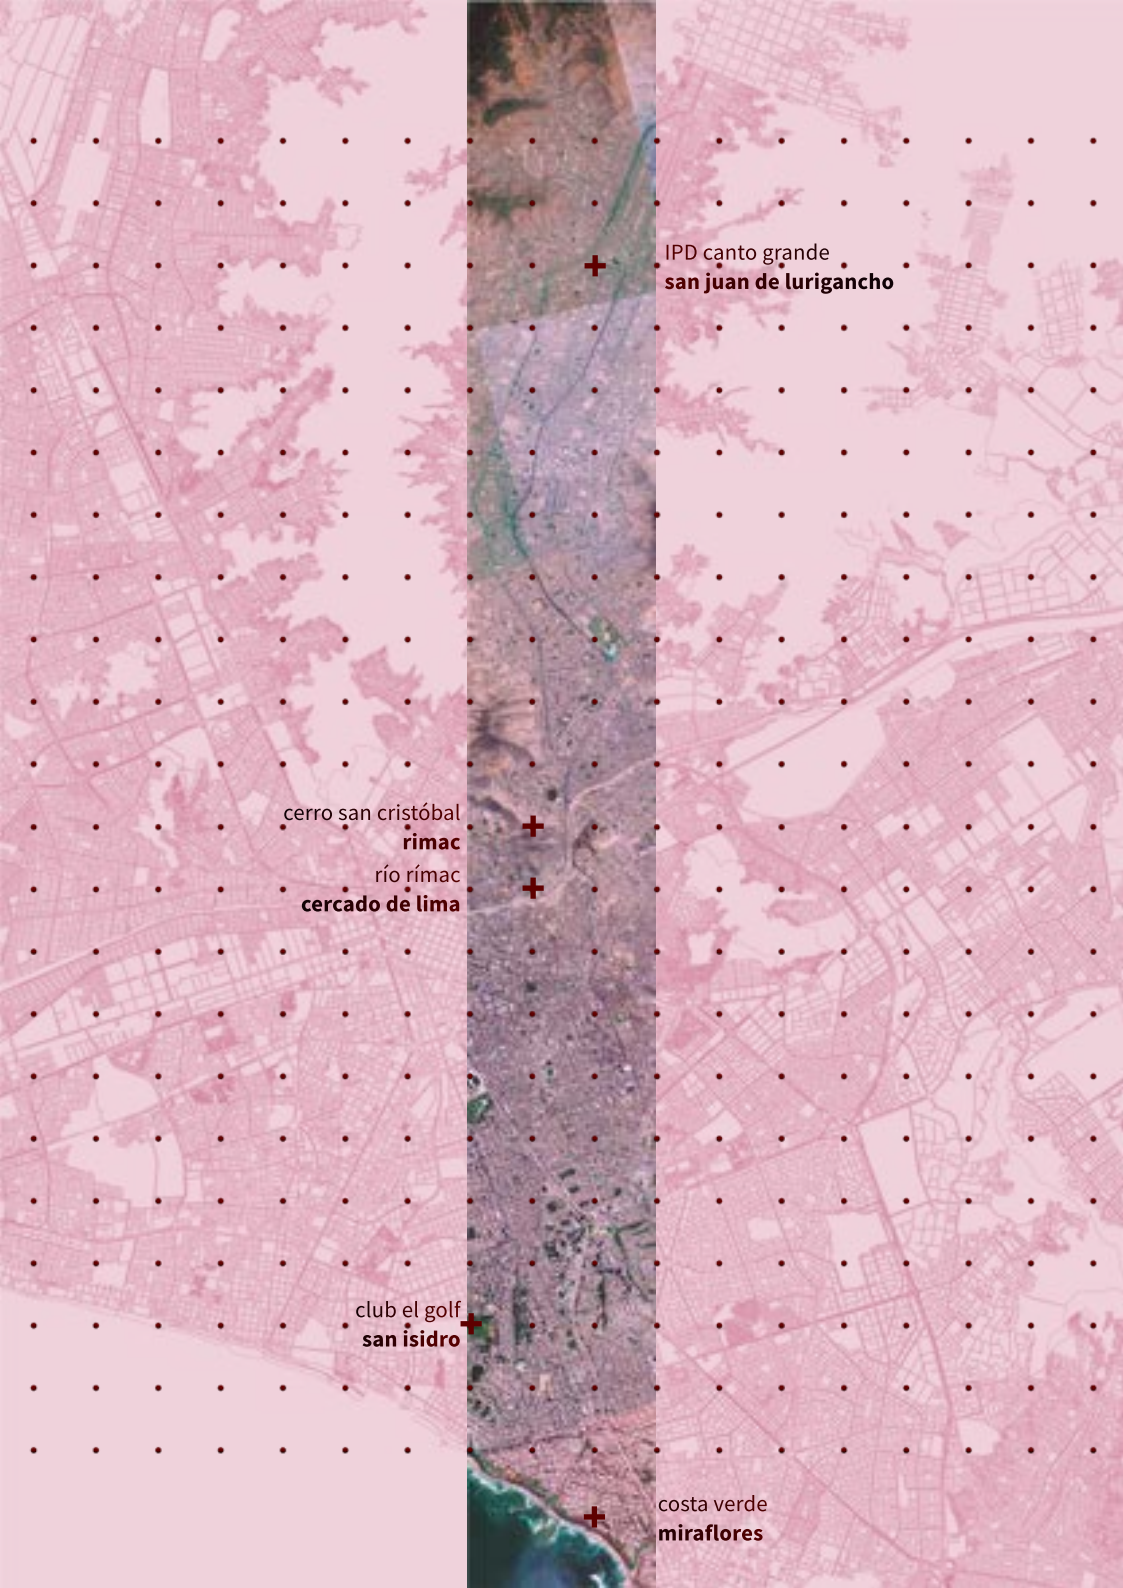 IPD canto grande
san juan de lurigancho
cerro san cristóbal
rimac
río rímac
cercado de lima
club el golf
san isidro
costa verde
miraflores